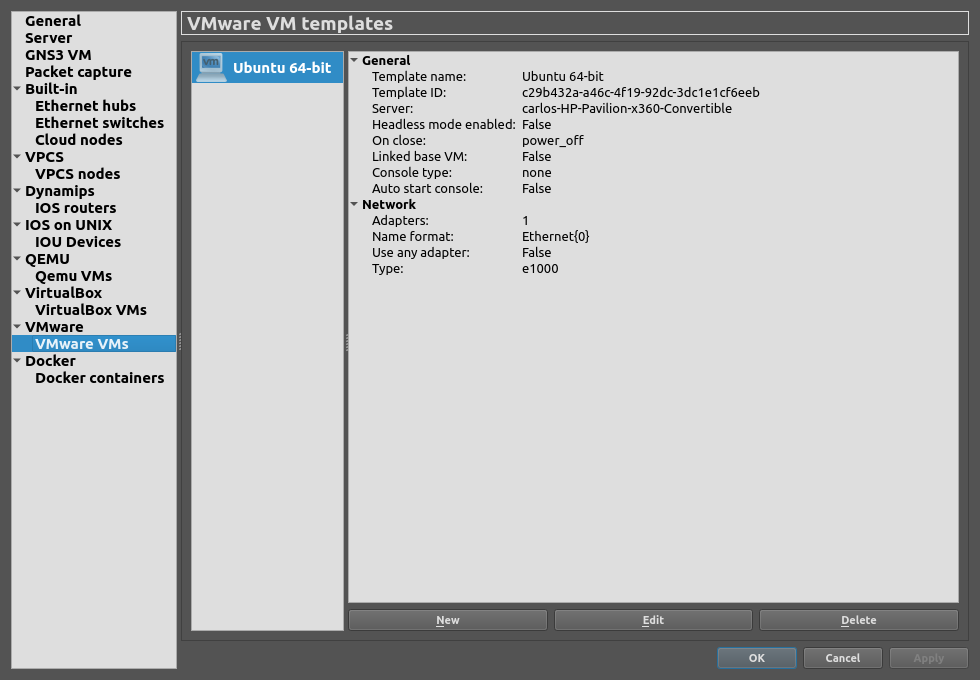 General
Server
GNS3 VM
Packet capture
Built-in
Ethernet hubs
Ethernet switches
Cloud nodes
VPCS
VPCS nodes
Dynamips
IOS routers
IOS on UNIX
IOU Devices
QEMU
Qemu VMs
VirtualBox
VirtualBox VMs
VMware
VMware VMs
Docker
Docker containers
VMware VM templates
vm
Ubuntu 64-bit
General
Template name: Ubuntu 64-bit
Template ID: c29b432a-a46c-4f19-92dc-3dc1e1cf6eeb
Server: carlos-HP-Pavilion-x360-Convertible
Headless mode enabled: False
On close: power_off
Linked base VM: False
Console type: none
Auto start console: False
Network
Adapters: 1
Name format: Ethernet{0}
Use any adapter: False
Type: e1000
New Edit Delete
OK Cancel Apply